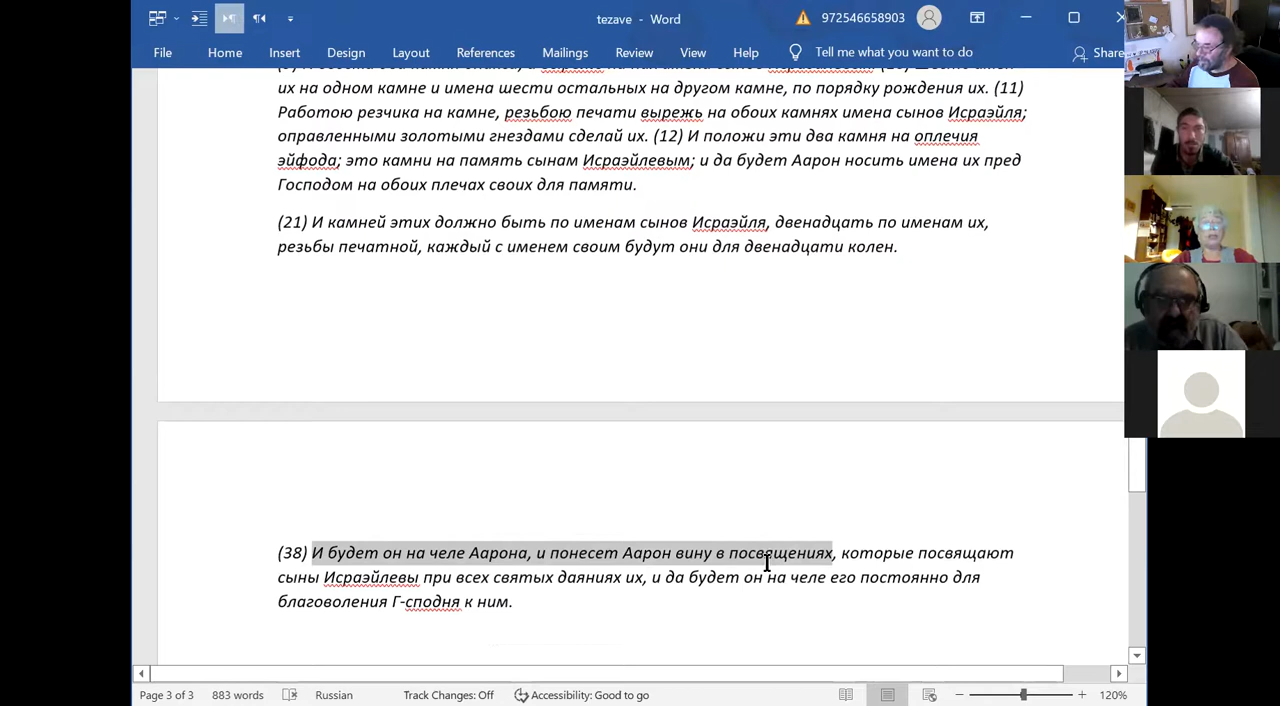 tezave - Word
972546658903
File Home Insert Design Layout References Mailings Review View Help Tell me what you want to do Share
их на одном камне и имена шести остальных на другом камне, по порядку рождения их. (11)
Работою резчика на камне, резьбою печати вырежь на обоих камнях имена сынов Исраэйля;
оправленными золотыми гнездами сделай их. (12) И положи эти два камня на оплечия
эйфода; это камни на память сынам Исраэйлевым; и да будет Аарон носить имена их пред
Господом на обоих плечах своих для памяти.
(21) И камней этих должно быть по именам сынов Исраэйля, двенадцать по именам их,
резьбы печатной, каждый с именем своим будут они для двенадцати колен.
(38) И будет он на челе Аарона, и понесет Аарон вину в посвящениях, которые посвящают
сыны Исраэйлевы при всех святых даяниях их, и да будет он на челе его постоянно для
благоволения Г-сподня к ним.
Page 3 of 3 883 words Russian Track Changes: Off Accessibility: Good to go 120%